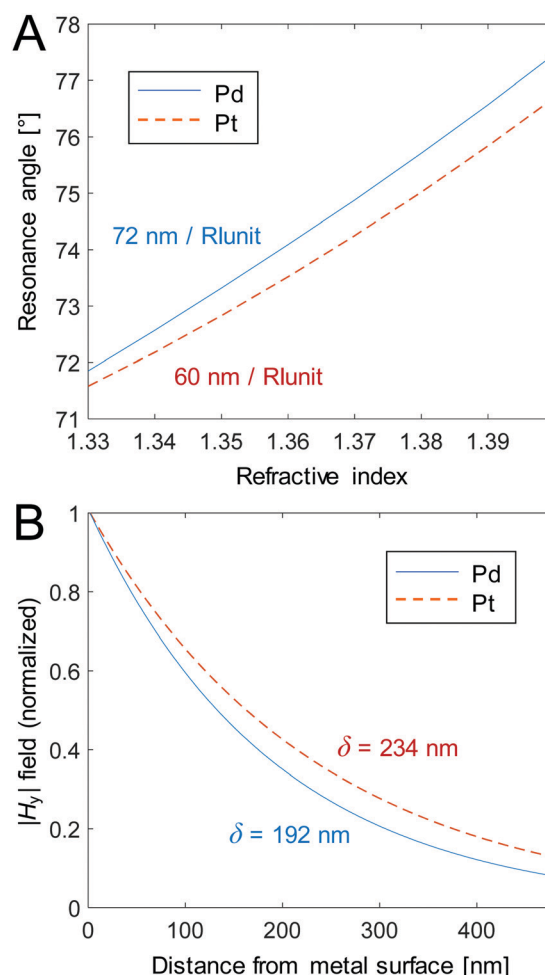 A
78
77
76
75
74
73
72
71
Resonance angle [°]
Pd
Pt
72 nm / RIunit
60 nm / RIunit
1.33 1.34 1.35 1.36 1.37 1.38 1.39
Refractive index
B
1
0.8
0.6
0.4
0.2
0
|Hy| field (normalized)
Pd
Pt
δ = 234 nm
δ = 192 nm
0 100 200 300 400
Distance from metal surface [nm]